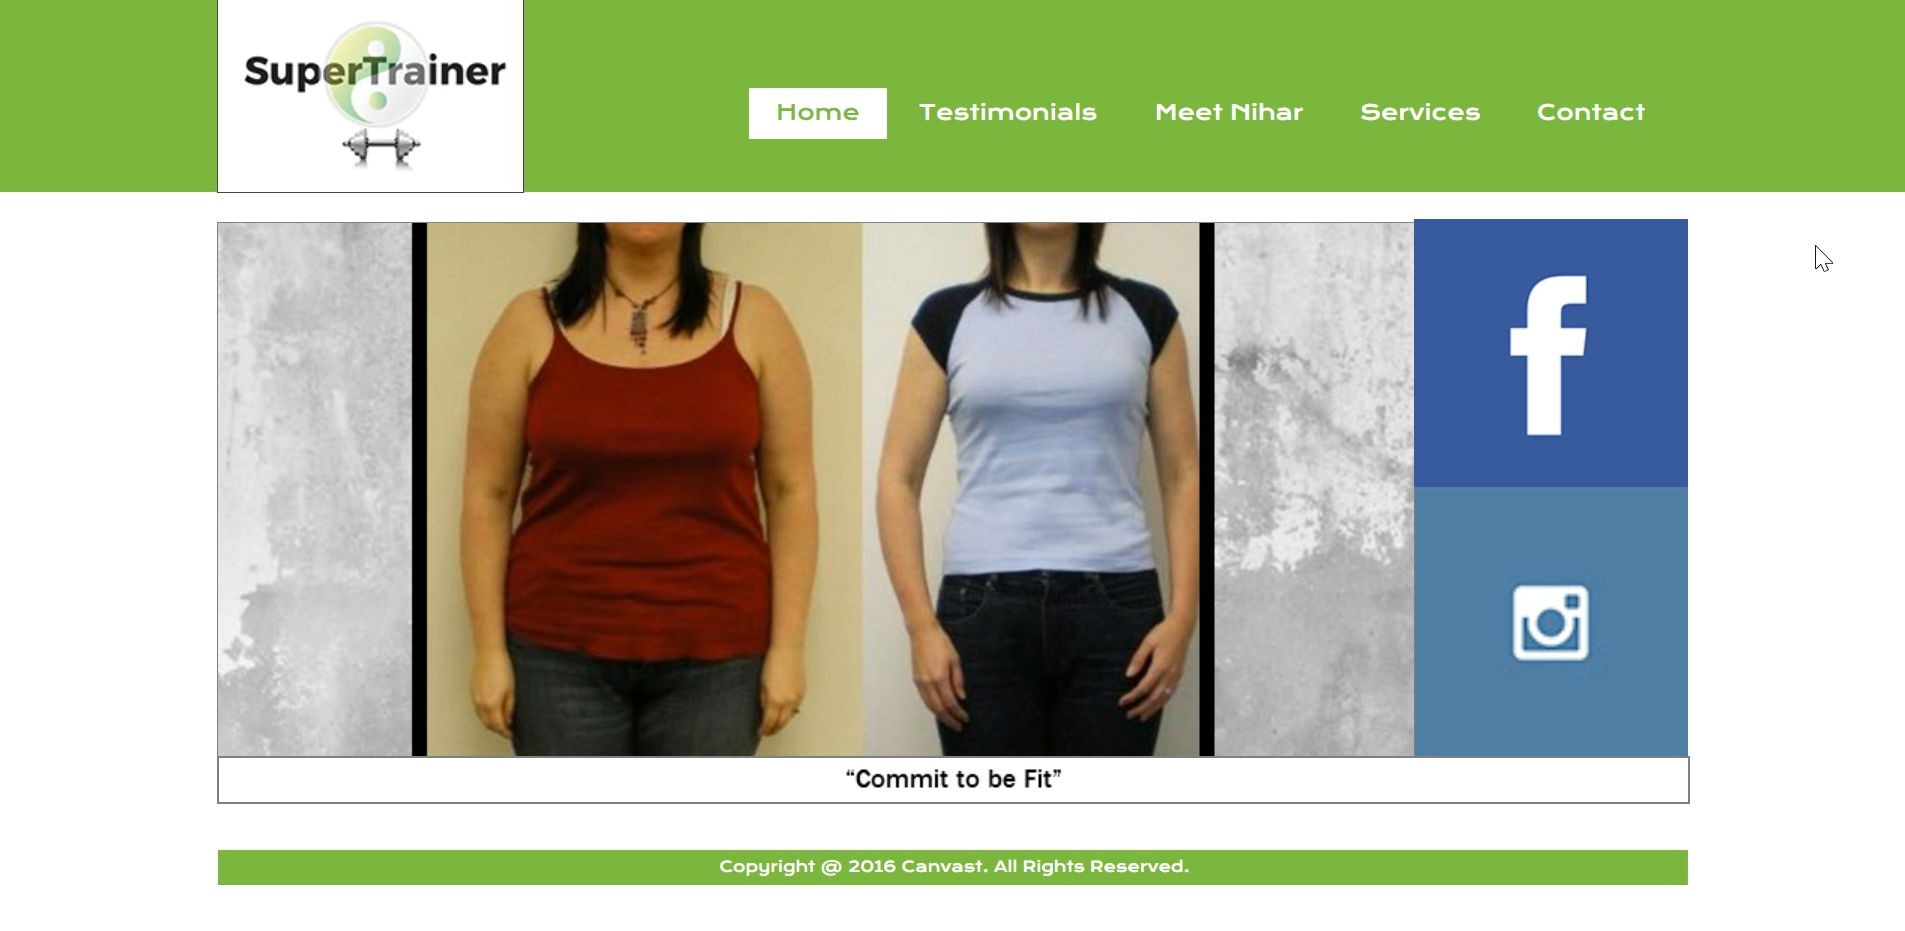 SuperTrainer
Home Testimonials Meet Nihar Services Contact
“Commit to be Fit”
Copyright @ 2016 Canvast. All Rights Reserved.